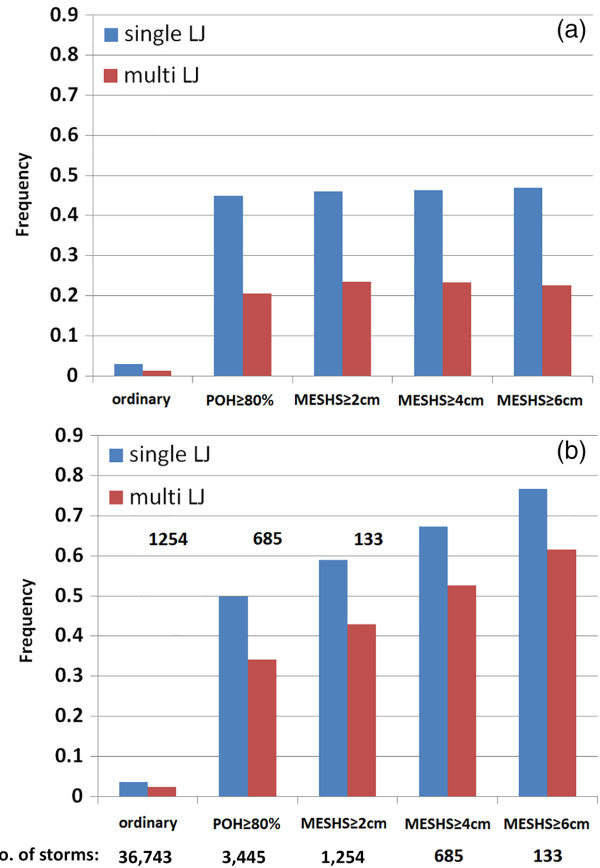 0.9
(a)
single LJ
0.8
multi LJ
0.7
0.6
0.5
0.4
0.3
0.2
0.1
0
Frequency
ordinary POH≥80% MESHS≥2cm MESHS≥4cm MESHS≥6cm
0.9
(b)
single LJ
0.8
multi LJ
0.7
1254 685 133
0.6
0.5
0.4
0.3
0.2
0.1
0
Frequency
ordinary POH≥80% MESHS≥2cm MESHS≥4cm MESHS≥6cm
o. of storms: 36,743 3,445 1,254 685 133